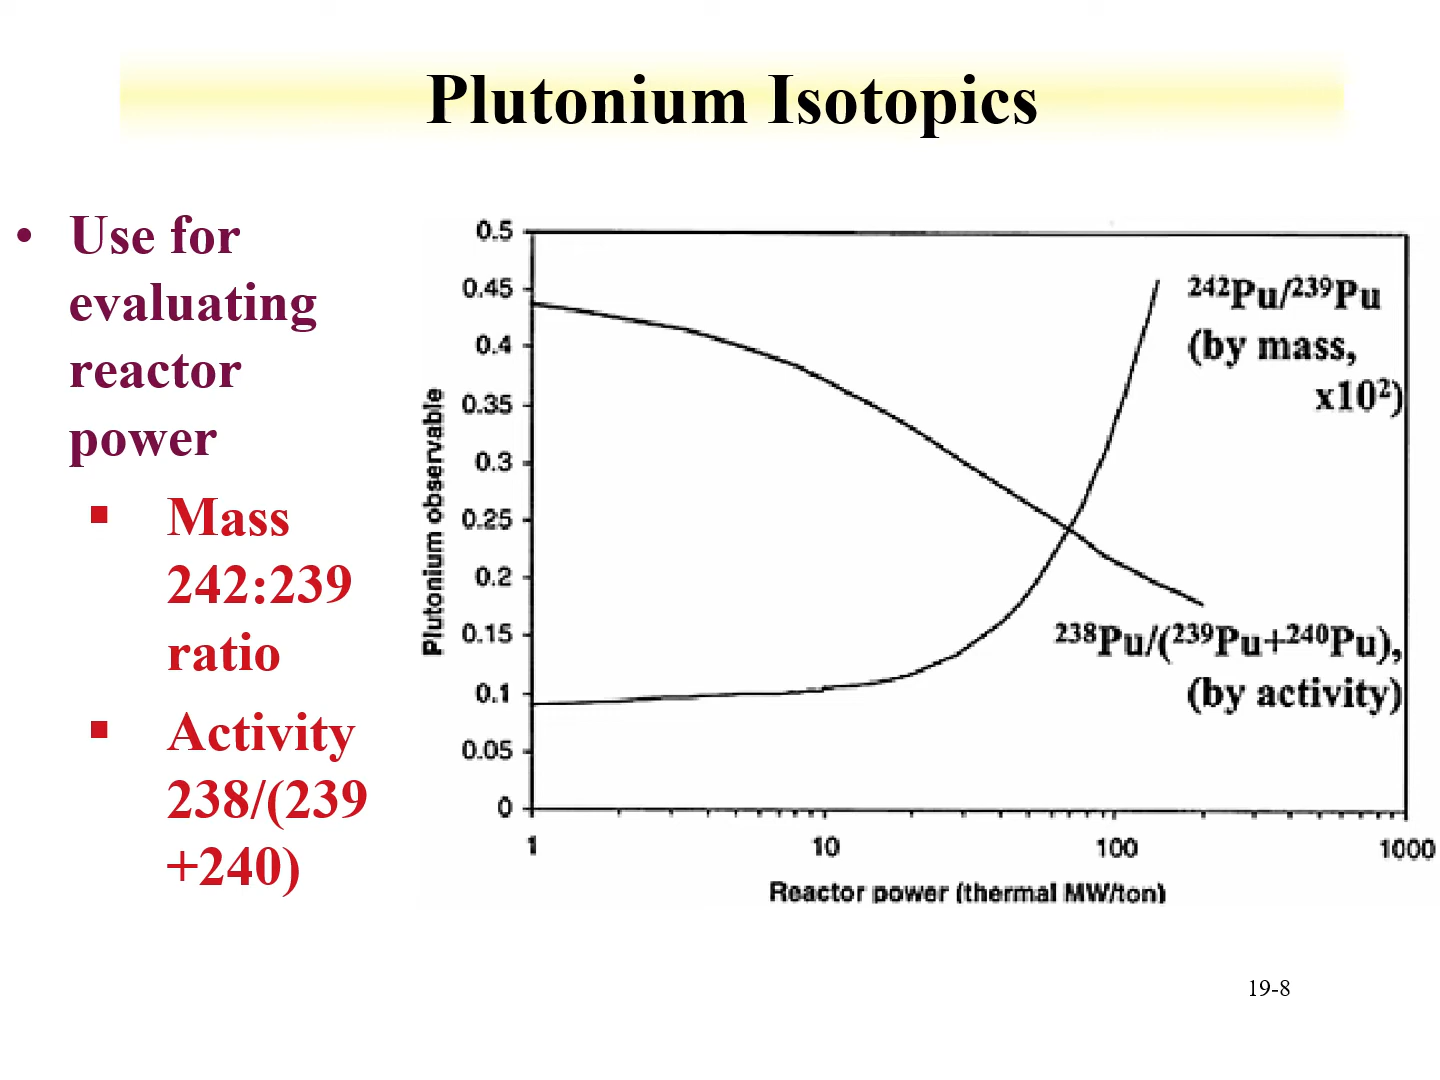 Plutonium Isotopics
• Use for
evaluating
reactor
power
▪ Mass
242:239
ratio
▪ Activity
238/(239
+240)
Plutonium observable
0.5
0.45
0.4
0.35
0.3
0.25
0.2
0.15
0.1
0.05
0
1 10 100 1000
Reactor power (thermal MW/ton)
²⁴²Pu/²³⁹Pu
(by mass,
x10²)
²³⁸Pu/(²³⁹Pu+²⁴⁰Pu),
(by activity)
19-8